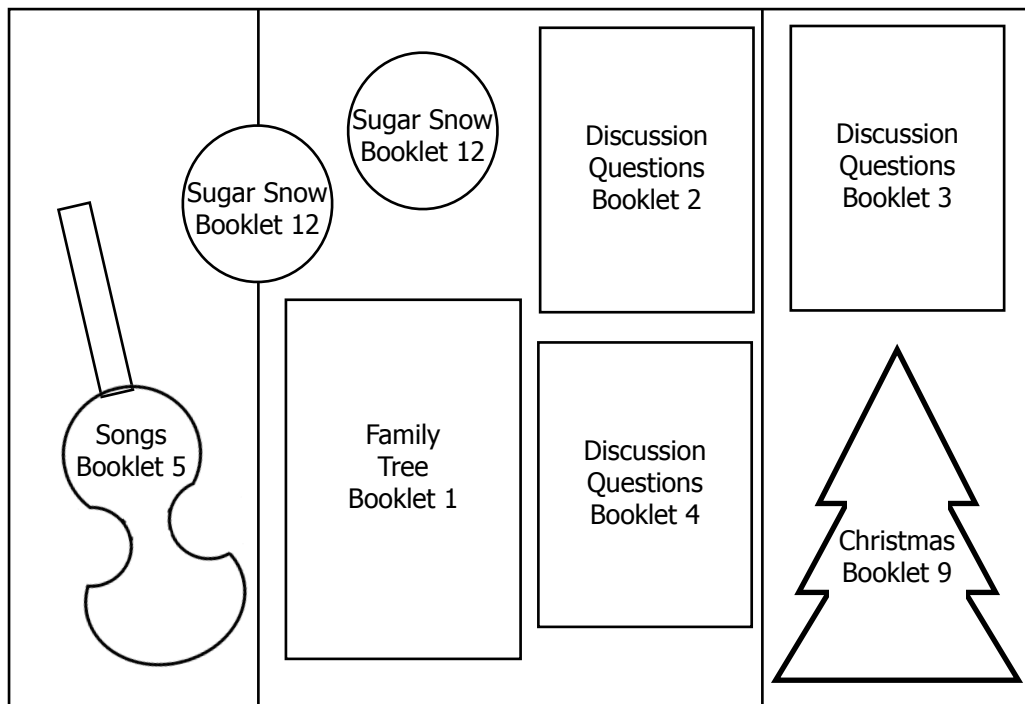 Sugar Snow
Booklet 12
Sugar Snow
Booklet 12
Discussion
Questions
Booklet 2
Discussion
Questions
Booklet 3
Songs
Booklet 5
Family
Tree
Booklet 1
Discussion
Questions
Booklet 4
Christmas
Booklet 9